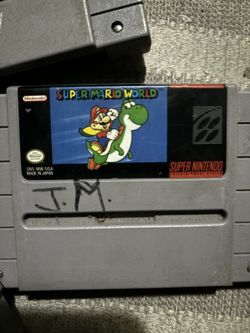 Nintendo
SUPER MARIO WORLD
SNS-MW-USA
MADE IN JAPAN
SUPER NINTENDO
J.M.